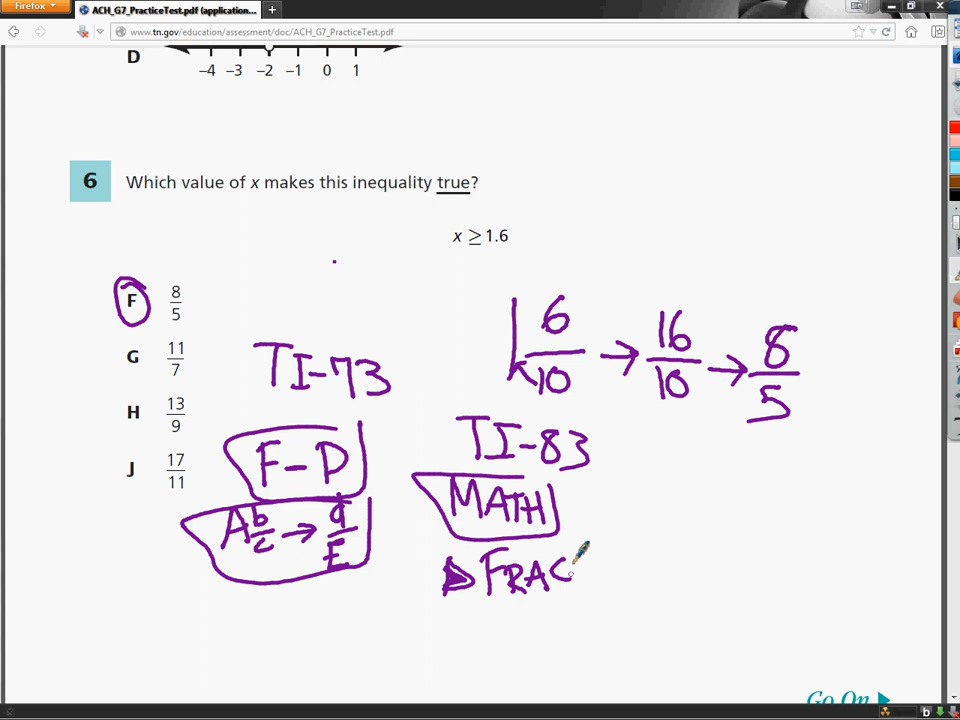 Firefox
ACH_G7_PracticeTest.pdf (application...
www.tn.gov/education/assessment/doc/ACH_G7_PracticeTest.pdf
D
−4 −3 −2 −1 0 1
6 Which value of x makes this inequality true?
x ≥ 1.6
F 8/5
G 11/7
H 13/9
J 17/11
1 6/10 → 16/10 → 8/5
TI-73
F-D
A b/c → d/E
TI-83
MATH
▷ FRAC
Go On